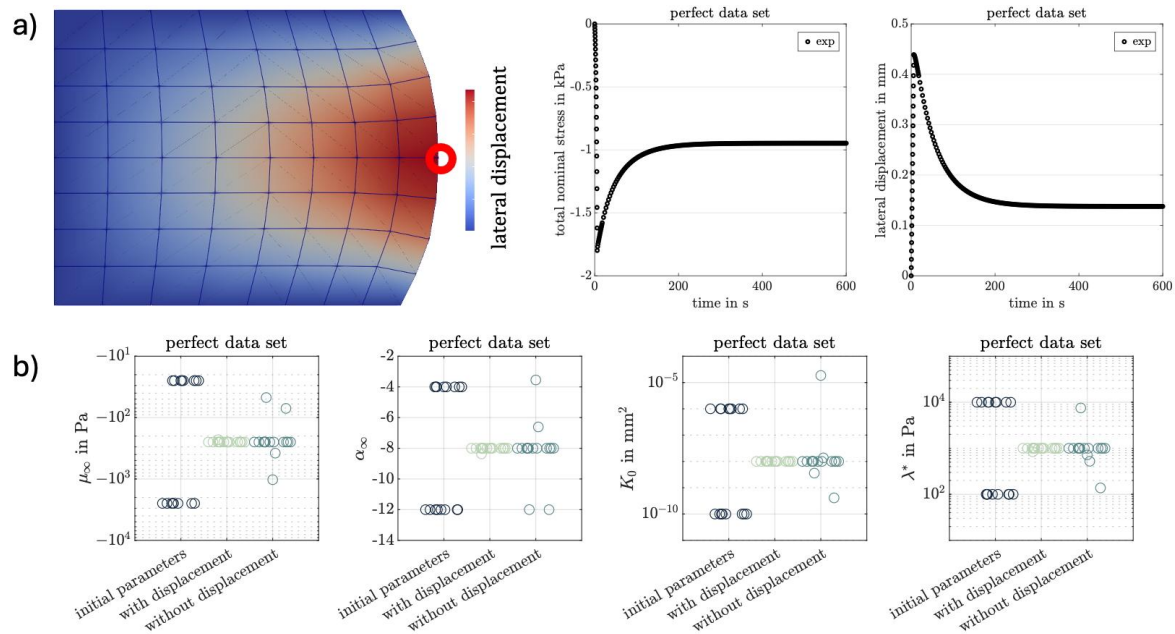 a)
lateral displacement
perfect data set
exp
total nominal stress in kPa
0
-0.5
-1
-1.5
-2
0 200 400 600
time in s
perfect data set
exp
lateral displacement in mm
0.5
0.4
0.3
0.2
0.1
0
0 200 400 600
time in s
b)
perfect data set
μ∞ in Pa
−10¹
−10²
−10³
−10⁴
initial parameters
with displacement
without displacement
perfect data set
α∞
-2
-4
-6
-8
-10
-12
-14
initial parameters
with displacement
without displacement
perfect data set
K₀ in mm²
10⁻⁵
10⁻¹⁰
initial parameters
with displacement
without displacement
perfect data set
λ* in Pa
10⁴
10²
initial parameters
with displacement
without displacement